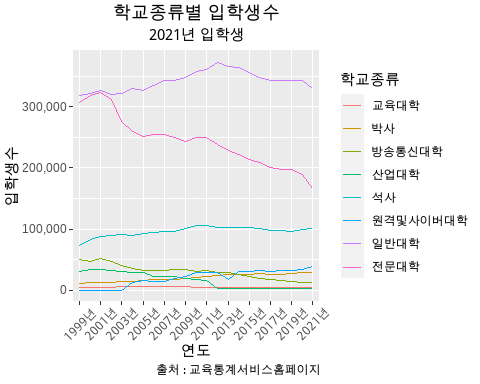 학교종류별 입학생수
2021년 입학생
입학생수
300,000
200,000
100,000
0
1999년 2001년 2003년 2005년 2007년 2009년 2011년 2013년 2015년 2017년 2019년 2021년
연도
출처 : 교육통계서비스홈페이지
학교종류
교육대학
박사
방송통신대학
산업대학
석사
원격및사이버대학
일반대학
전문대학